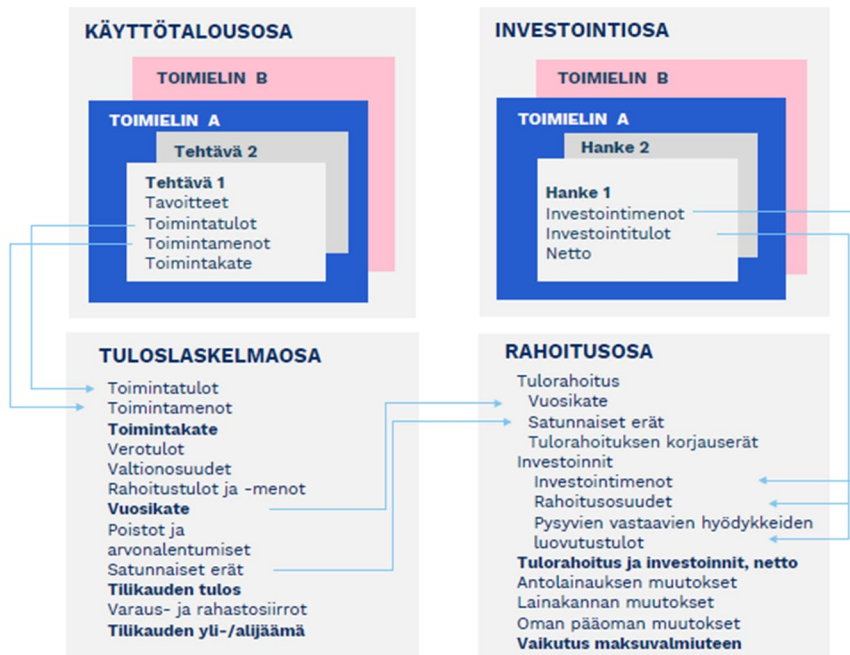 KÄYTTÖTALOUSOSA
TOIMIELIN B
TOIMIELIN A
Tehtävä 2
Tehtävä 1
Tavoitteet
Toimintatulot
Toimintamenot
Toimintakate
INVESTOINTIOSA
TOIMIELIN B
TOIMIELIN A
Hanke 2
Hanke 1
Investointimenot
Investointitulot
Netto
TULOSLASKELMAOSA
Toimintatulot
Toimintamenot
Toimintakate
Verotulot
Valtionosuudet
Rahoitustulot ja -menot
Vuosikate
Poistot ja
arvonalentumiset
Satunnaiset erät
Tilikauden tulos
Varaus- ja rahastosiirrot
Tilikauden yli-/alijäämä
RAHOITUSOSA
Tulorahoitus
Vuosikate
Satunnaiset erät
Tulorahoituksen korjauserät
Investoinnit
Investointimenot
Rahoitusosuudet
Pysyvien vastaavien hyödykkeiden
luovutustulot
Tulorahoitus ja investoinnit, netto
Antolainauksen muutokset
Lainakannan muutokset
Oman pääoman muutokset
Vaikutus maksuvalmiuteen